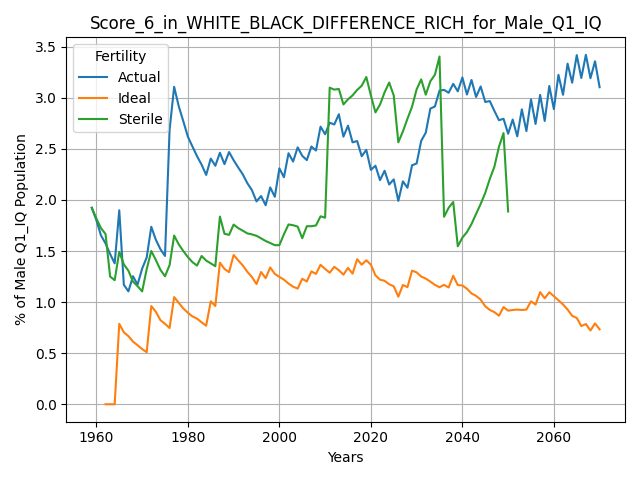 Score_6_in_WHITE_BLACK_DIFFERENCE_RICH_for_Male_Q1_IQ
Fertility
Actual
Ideal
Sterile
% of Male Q1_IQ Population
3.5
3.0
2.5
2.0
1.5
1.0
0.5
0.0
1960 1980 2000 2020 2040 2060
Years